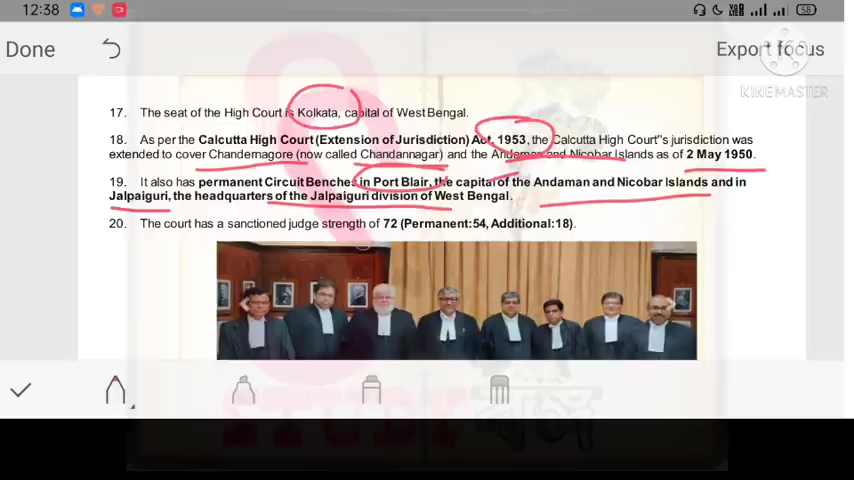 12:38
VoD LTE
58
Done
Export focus
KINEMASTER
17. The seat of the High Court is Kolkata, capital of West Bengal.
18. As per the Calcutta High Court (Extension of Jurisdiction) Act, 1953, the Calcutta High Court"s jurisdiction was
extended to cover Chandernagore (now called Chandannagar) and the Andaman and Nicobar Islands as of 2 May 1950.
19. It also has permanent Circuit Benches in Port Blair, the capital of the Andaman and Nicobar Islands and in
Jalpaiguri, the headquarters of the Jalpaiguri division of West Bengal.
20. The court has a sanctioned judge strength of 72 (Permanent:54, Additional:18).
STUDY